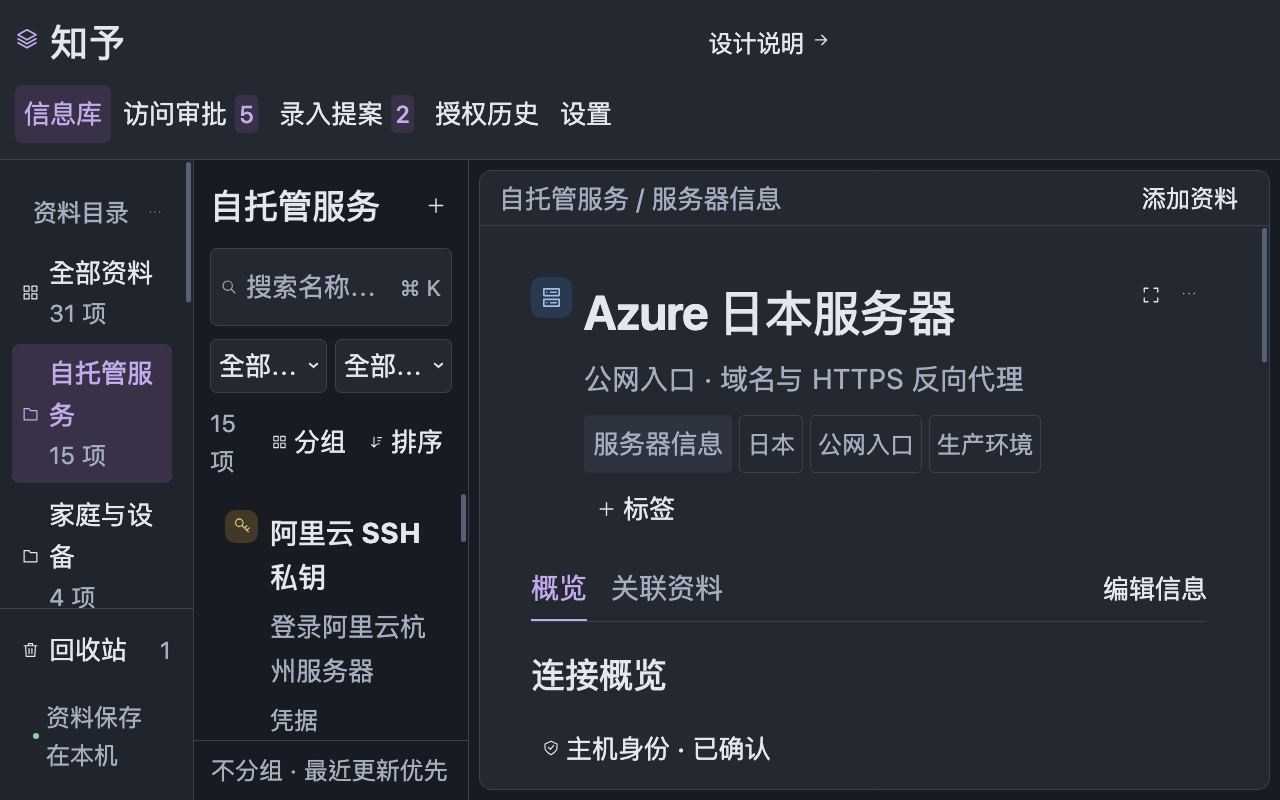 知予
设计说明 →
信息库 访问审批 5 录入提案 2 授权历史 设置
资料目录 ...
全部资料
31 项
自托管服
务
15 项
家庭与设
备
4 项
回收站 1
资料保存
在本机
自托管服务 +
搜索名称… ⌘ K
全部… 全部…
15
项
分组 排序
阿里云 SSH
私钥
登录阿里云杭
州服务器
凭据
不分组 · 最近更新优先
自托管服务 / 服务器信息 添加资料
Azure 日本服务器 ...
公网入口 · 域名与 HTTPS 反向代理
服务器信息 日本 公网入口 生产环境
+ 标签
概览 关联资料 编辑信息
连接概览
主机身份 · 已确认